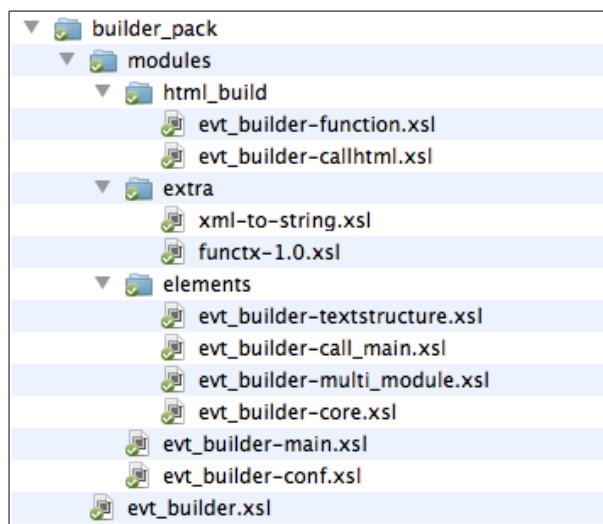 builder_pack
modules
html_build
evt_builder-function.xsl
evt_builder-callhtml.xsl
extra
xml-to-string.xsl
functx-1.0.xsl
elements
evt_builder-textstructure.xsl
evt_builder-call_main.xsl
evt_builder-multi_module.xsl
evt_builder-core.xsl
evt_builder-main.xsl
evt_builder-conf.xsl
evt_builder.xsl